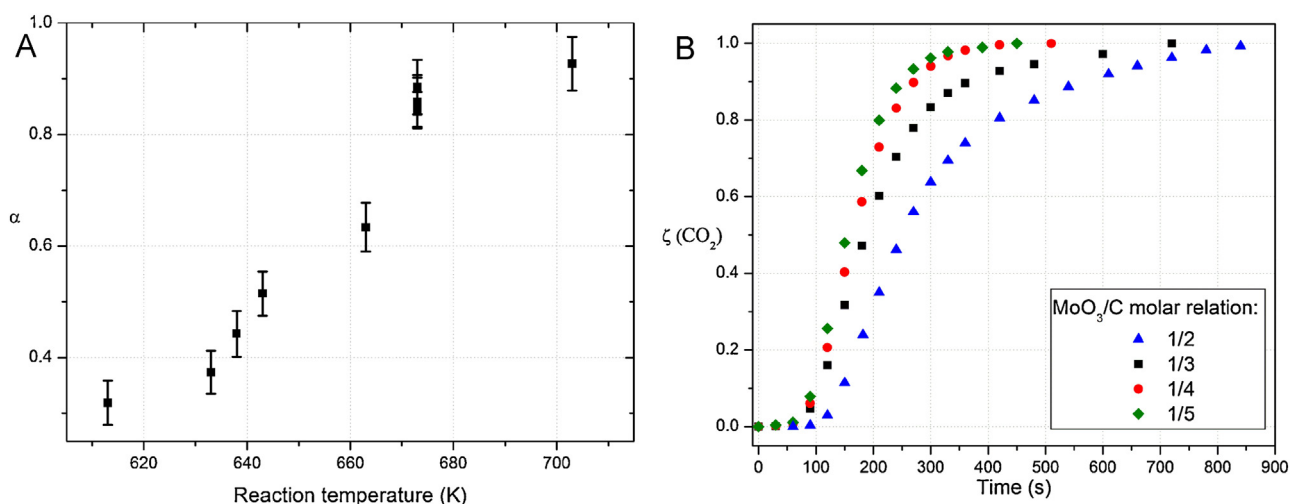 A
α
1.0
0.8
0.6
0.4
620 640 660 680 700
Reaction temperature (K)
B
ζ (CO₂)
1.0
0.8
0.6
0.4
0.2
0.0
0 100 200 300 400 500 600 700 800 900
Time (s)
MoO₃/C molar relation:
1/2
1/3
1/4
1/5